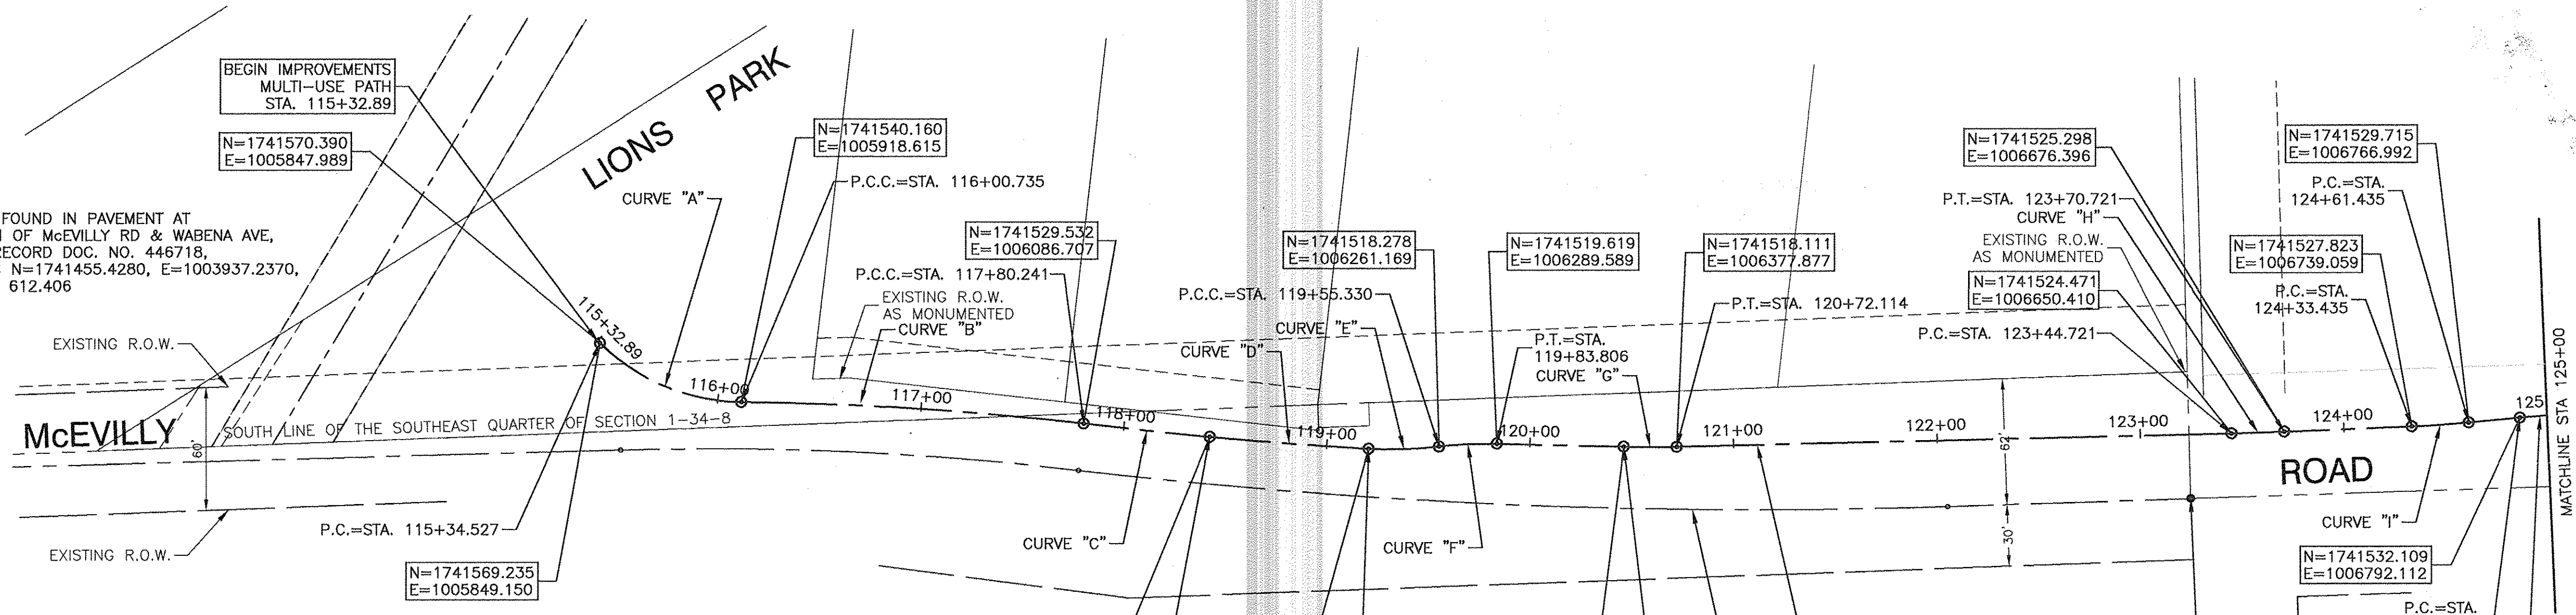 BEGIN IMPROVEMENTS
MULTI-USE PATH
STA. 115+32.89
N=1741570.390
E=1005847.989
FOUND IN PAVEMENT AT
OF McEVILLY RD & WABENA AVE,
RECORD DOC. NO. 446718,
N=1741455.4280, E=1003937.2370,
612.406
EXISTING R.O.W.
McEVILLY
60'
SOUTH LINE OF THE SOUTHEAST QUARTER OF SECTION 1-34-8
EXISTING R.O.W.
P.C.=STA. 115+34.527
N=1741569.235
E=1005849.150
LIONS PARK
CURVE "A"
115+32.89
N=1741540.160
E=1005918.615
P.C.C.=STA. 116+00.735
116+00
N=1741529.532
E=1006086.707
P.C.C.=STA. 117+80.241
EXISTING R.O.W.
AS MONUMENTED
CURVE "B"
117+00
118+00
CURVE "C"
CURVE "D"
N=1741518.278
E=1006261.169
P.C.C.=STA. 119+55.330
CURVE "E"
119+00
N=1741519.619
E=1006289.589
P.T.=STA.
119+83.806
CURVE "G"
120+00
CURVE "F"
N=1741518.111
E=1006377.877
P.T.=STA. 120+72.114
121+00
122+00
62'
30'
N=1741525.298
E=1006676.396
P.T.=STA. 123+70.721
CURVE "H"
EXISTING R.O.W.
AS MONUMENTED
N=1741524.471
E=1006650.410
P.C.=STA. 123+44.721
123+00
N=1741529.715
E=1006766.992
P.C.=STA.
124+61.435
N=1741527.823
E=1006739.059
P.C.=STA.
124+33.435
124+00
125
ROAD
CURVE "I"
N=1741532.109
E=1006792.112
P.C.=STA.
MATCHLINE STA 125+00